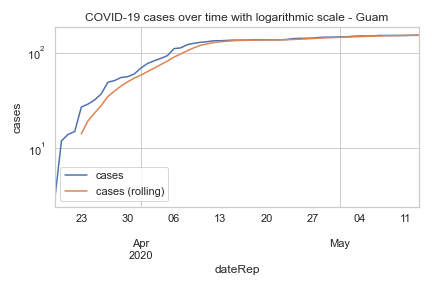 COVID-19 cases over time with logarithmic scale - Guam
10²
10¹
cases
cases
cases (rolling)
23 30 06 13 20 27 04 11
Apr May
2020
dateRep